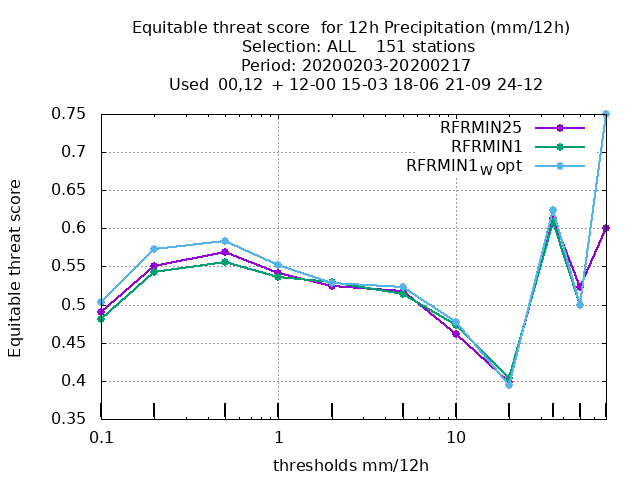 Equitable threat score  for 12h Precipitation (mm/12h)
Selection: ALL    151 stations
Period: 20200203-20200217
Used  00,12  + 12-00 15-03 18-06 21-09 24-12
RFRMIN25
RFRMIN1
RFRMIN1W opt
Equitable threat score
0.75
0.7
0.65
0.6
0.55
0.5
0.45
0.4
0.35
0.1
1
10
thresholds mm/12h